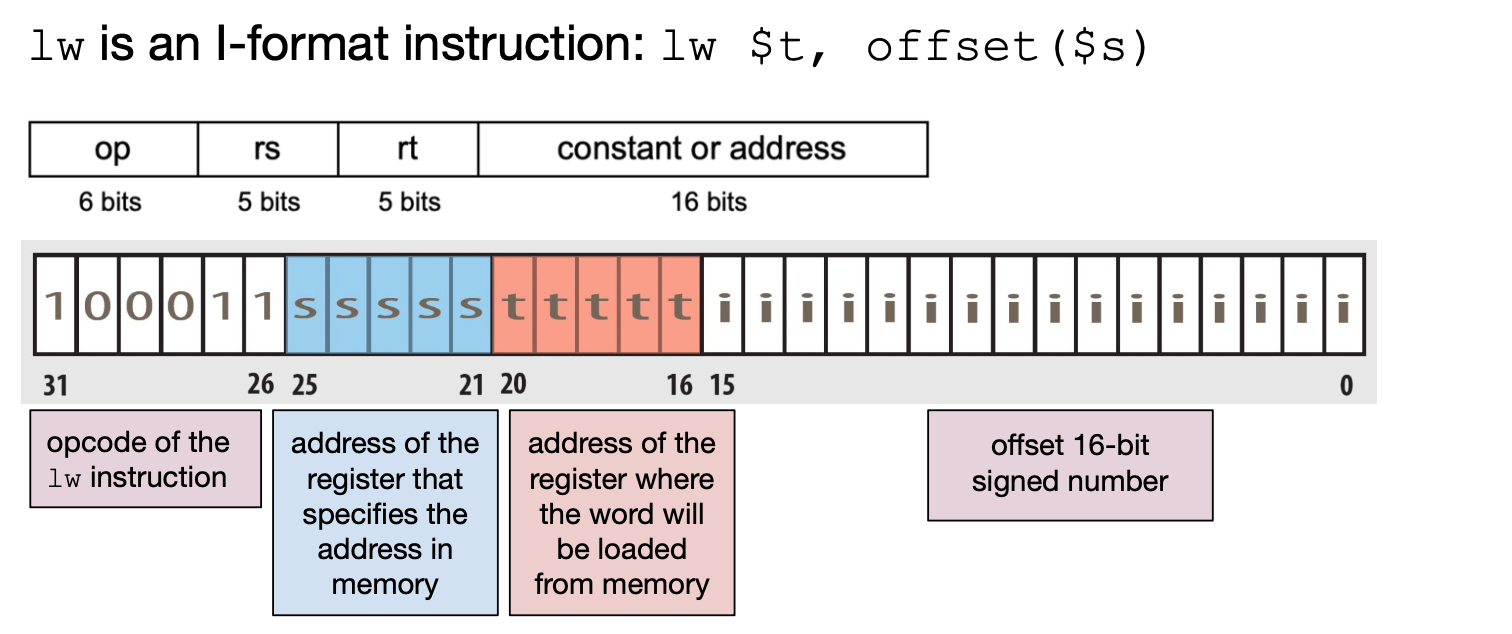 lw is an I-format instruction: lw $t, offset($s)
op rs rt constant or address
6 bits 5 bits 5 bits 16 bits
1 0 0 0 1 1 s s s s s t t t t t i i i i i i i i i i i i i i i i
31 26 25 21 20 16 15 0
opcode of the
lw instruction
address of the
register that
specifies the
address in
memory
address of the
register where
the word will
be loaded
from memory
offset 16-bit
signed number